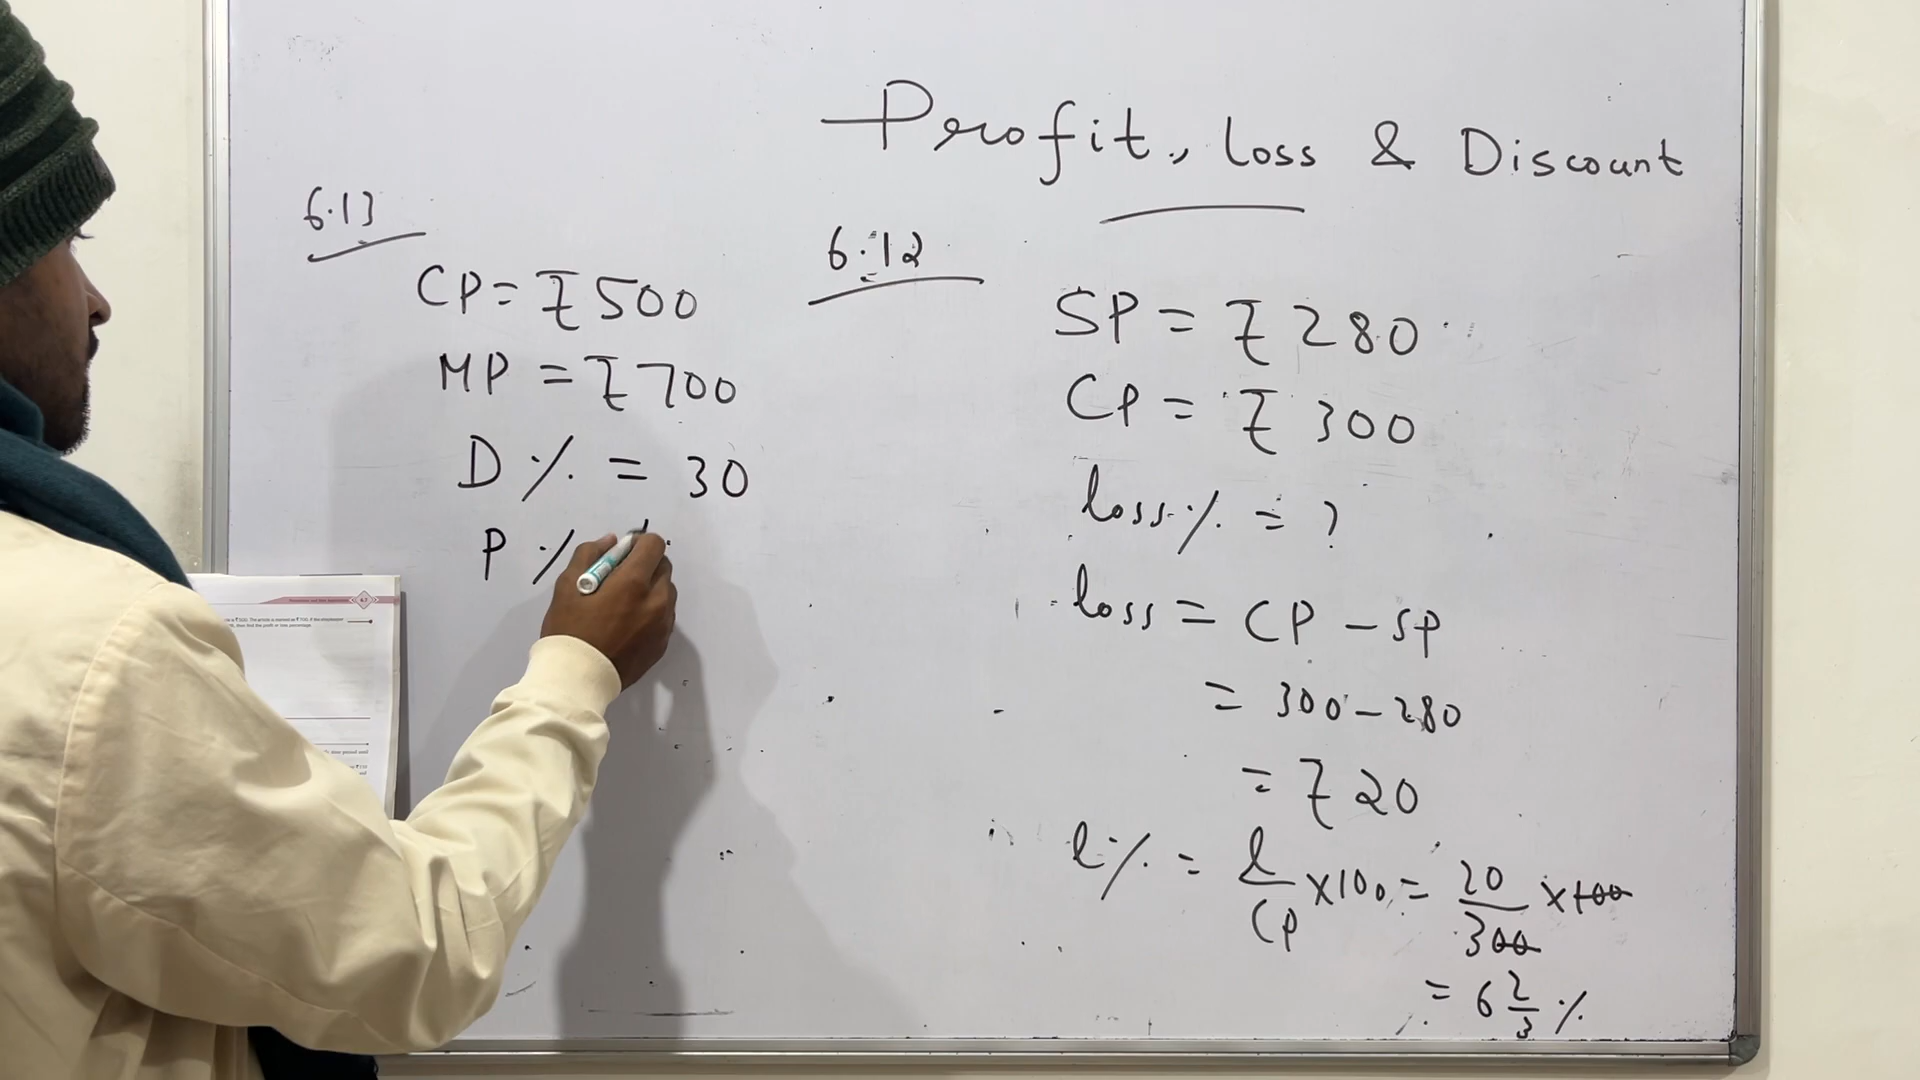 Profit, Loss & Discount
6.13
CP = ₹500
MP = ₹700
D % = 30
P % /
6.12
SP = ₹ 280
CP = ₹ 300
loss % = ?
loss = CP - SP
= 300 - 280
= ₹ 20
l % = l/CP x 100 = 20/300 x 100
= 6 2/3 %